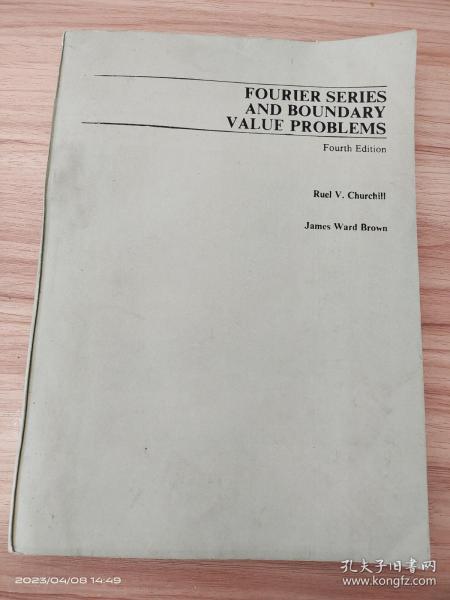 FOURIER SERIES
AND BOUNDARY
VALUE PROBLEMS
Fourth Edition
Ruel V. Churchill
James Ward Brown
2023/04/08 14:49
孔夫子旧书网
www.kongfz.com